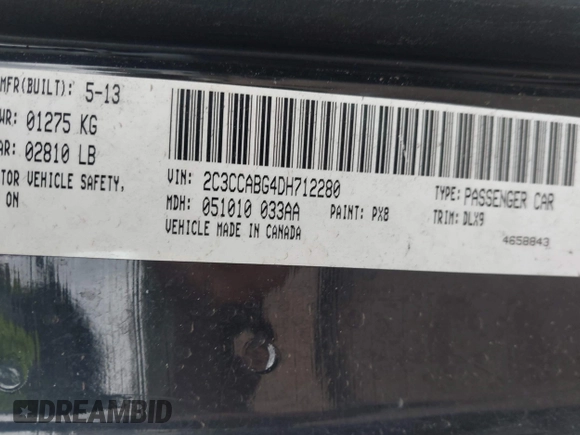 MFR(BUILT): 5-13
WR: 01275 KG
AR: 02810 LB
TOR VEHICLE SAFETY,
ON
VIN: 2C3CCABG4DH712280
TYPE: PASSENGER CAR
MDH: 051010 033AA
PAINT: PX8
TRIM: DLX9
VEHICLE MADE IN CANADA
4658843
DREAMBID